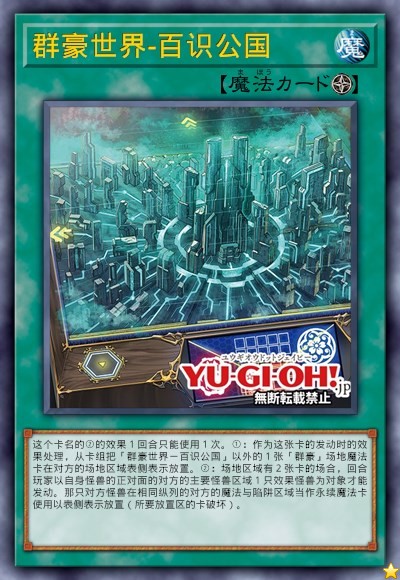 群豪世界-百识公国
魔
【魔法カード】
ま ほう
ユウギオウドットジェイピー
YU-GI-OH!.jp
無断転載禁止
这个卡名的②的效果1回合只能使用1次。①：作为这张卡的发动时的效
果处理，从卡组把「群豪世界－百识公国」以外的1张「群豪」场地魔法
卡在对方的场地区域表侧表示放置。②：场地区域有2张卡的场合，回合
玩家以自身怪兽的正对面的对方的主要怪兽区域1只效果怪兽为对象才能
发动。那只对方怪兽在相同纵列的对方的魔法与陷阱区域当作永续魔法卡
使用以表侧表示放置（所要放置区的卡破坏）。